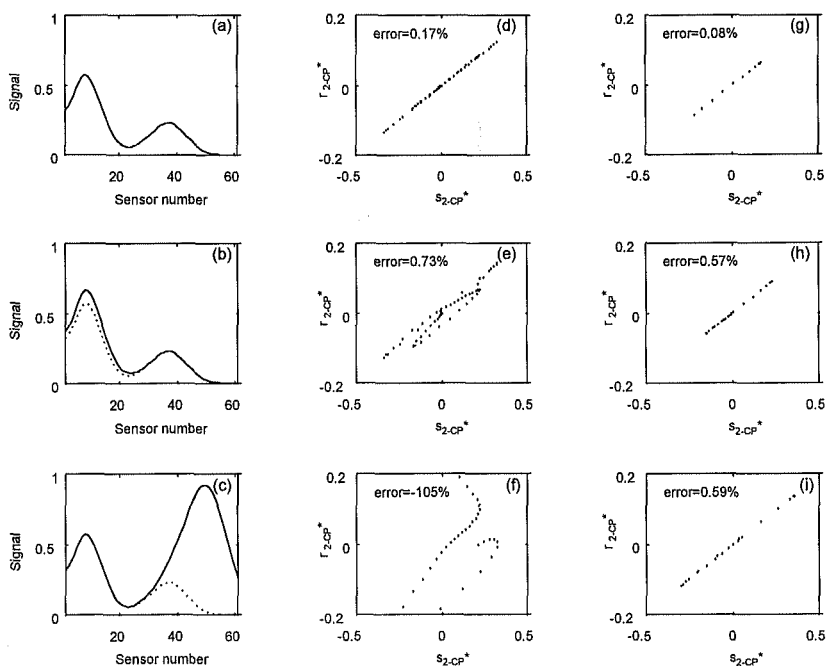 (a)
1
0.5
0
Signal
20 40 60
Sensor number
(d)
error=0.17%
0.2
0
-0.2
r2-CP*
-0.5 0 0.5
s2-CP*
(g)
error=0.08%
0.2
0
-0.2
r2-CP*
-0.5 0 0.5
s2-CP*
(b)
1
0.5
0
Signal
20 40 60
Sensor number
(e)
error=0.73%
0.2
0
-0.2
r2-CP*
-0.5 0 0.5
s2-CP*
(h)
error=0.57%
0.2
0
-0.2
r2-CP*
-0.5 0 0.5
s2-CP*
(c)
1
0.5
0
Signal
20 40 60
Sensor number
(f)
error=-105%
0.2
0
-0.2
r2-CP*
-0.5 0 0.5
s2-CP*
(i)
error=0.59%
0.2
0
-0.2
r2-CP*
-0.5 0 0.5
s2-CP*